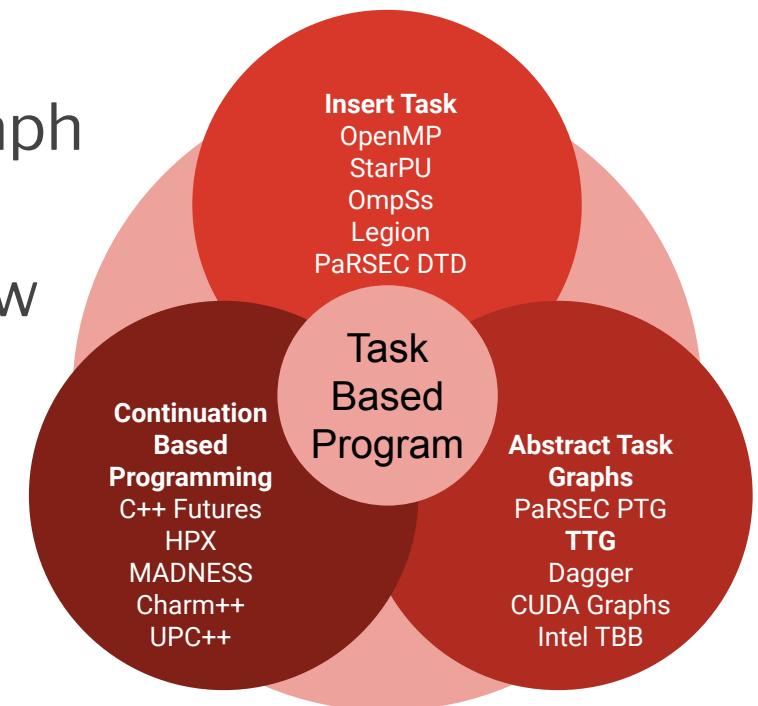 Insert Task
OpenMP
StarPU
OmpSs
Legion
PaRSEC DTD
Task
Based
Program
Continuation
Based
Programming
C++ Futures
HPX
MADNESS
Charm++
UPC++
Abstract Task
Graphs
PaRSEC PTG
TTG
Dagger
CUDA Graphs
Intel TBB